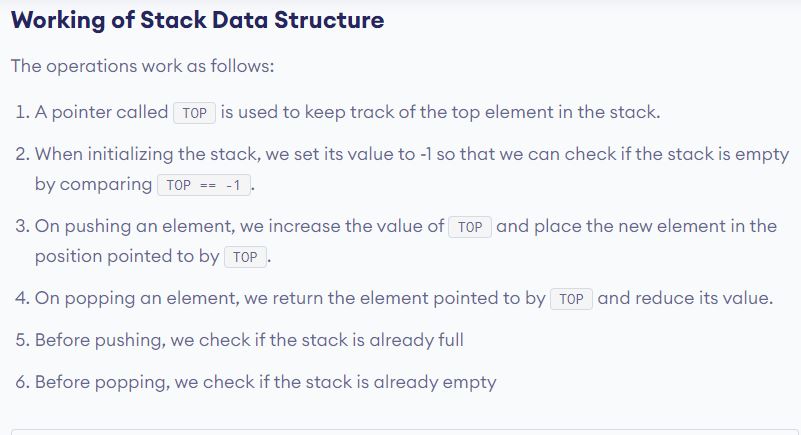 Working of Stack Data Structure
The operations work as follows:
1. A pointer called TOP is used to keep track of the top element in the stack.
2. When initializing the stack, we set its value to -1 so that we can check if the stack is empty
by comparing TOP == -1 .
3. On pushing an element, we increase the value of TOP and place the new element in the
position pointed to by TOP .
4. On popping an element, we return the element pointed to by TOP and reduce its value.
5. Before pushing, we check if the stack is already full
6. Before popping, we check if the stack is already empty